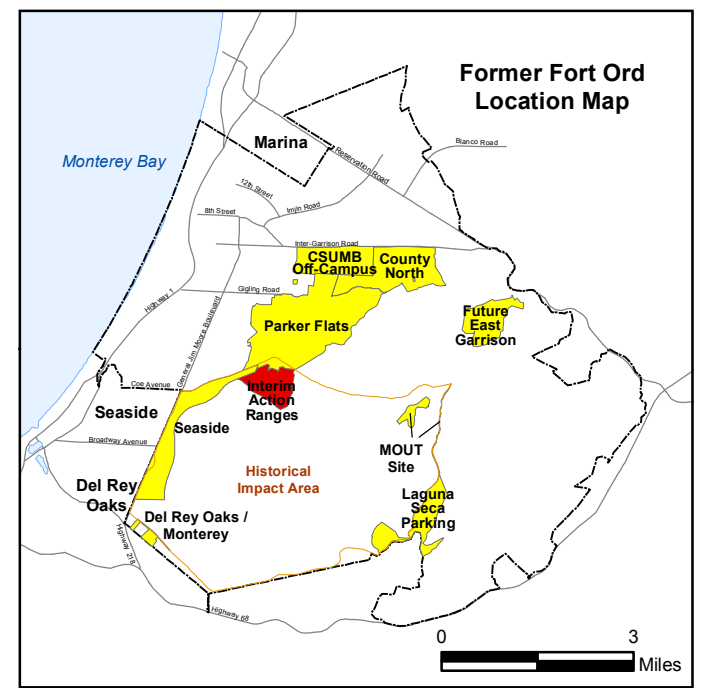 Former Fort Ord
Location Map
Marina
Monterey Bay
Blanco Road
Reservation Road
12th Street
Imjin Road
8th Street
Inter-Garrison Road
CSUMB
Off-Campus
County
North
Gigling Road
Highway 1
General Jim Moore Boulevard
Parker Flats
Future
East
Garrison
Coe Avenue
Interim
Action
Ranges
Seaside
Seaside
Broadway Avenue
MOUT
Site
Historical
Impact Area
Del Rey
Oaks
Laguna
Seca
Parking
Del Rey Oaks /
Monterey
Highway 218
Highway 68
0 3
Miles